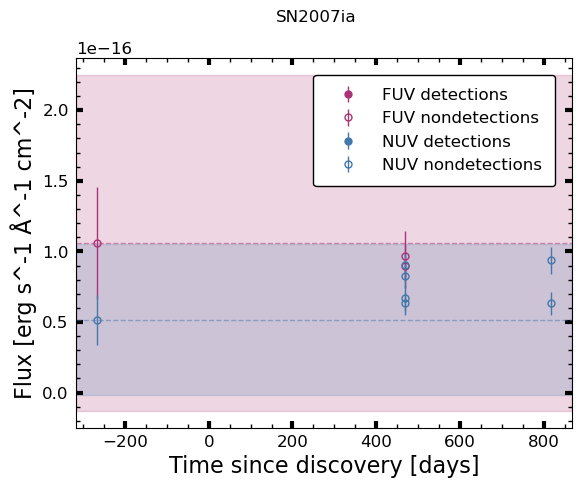 SN2007ia
1e−16
FUV detections
FUV nondetections
NUV detections
NUV nondetections
2.0
1.5
1.0
0.5
0.0
Flux [erg s^-1 Å^-1 cm^-2]
−200 0 200 400 600 800
Time since discovery [days]